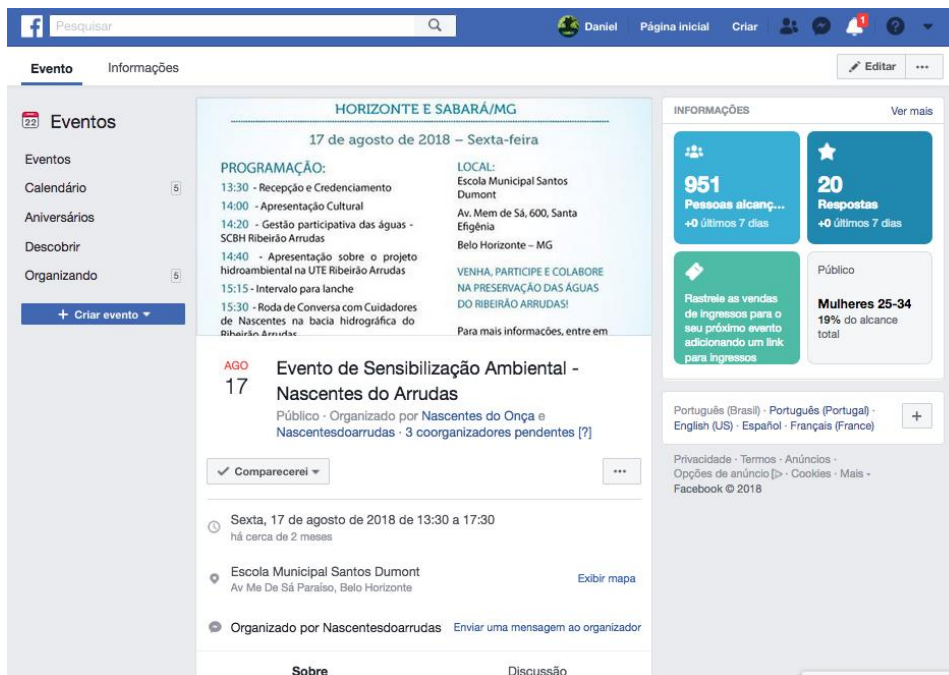 f
Pesquisar
Daniel
Página inicial
Criar
1
Evento
Informações
Editar
22
Eventos
Eventos
Calendário 5
Aniversários
Descobrir
Organizando 5
+ Criar evento
HORIZONTE E SABARÁ/MG
17 de agosto de 2018 – Sexta-feira
PROGRAMAÇÃO:
13:30 - Recepção e Credenciamento
14:00 - Apresentação Cultural
14:20 - Gestão participativa das águas -
SCBH Ribeirão Arrudas
14:40 - Apresentação sobre o projeto
hidroambiental na UTE Ribeirão Arrudas
15:15 - Intervalo para lanche
15:30 - Roda de Conversa com Cuidadores
de Nascentes na bacia hidrográfica do
Ribeirão Arrudas
LOCAL:
Escola Municipal Santos
Dumont
Av. Mem de Sá, 600, Santa
Efigênia
Belo Horizonte – MG
VENHA, PARTICIPE E COLABORE
NA PRESERVAÇÃO DAS ÁGUAS
DO RIBEIRÃO ARRUDAS!
Para mais informações, entre em
AGO
17
Evento de Sensibilização Ambiental -
Nascentes do Arrudas
Público · Organizado por Nascentes do Onça e
Nascentesdoarrudas · 3 coorganizadores pendentes [?]
Comparecerei
Sexta, 17 de agosto de 2018 de 13:30 a 17:30
há cerca de 2 meses
Escola Municipal Santos Dumont
Av Me De Sá Paraíso, Belo Horizonte
Exibir mapa
Organizado por Nascentesdoarrudas
Enviar uma mensagem ao organizador
Sobre
Discussão
INFORMAÇÕES
Ver mais
951
Pessoas alcanç...
+0 últimos 7 dias
20
Respostas
+0 últimos 7 dias
Rastreie as vendas
de ingressos para o
seu próximo evento
adicionando um link
para ingressos
Público
Mulheres 25-34
19% do alcance
total
Português (Brasil) · Português (Portugal) ·
English (US) · Español · Français (France)
+
Privacidade · Termos · Anúncios ·
Opções de anúncio · Cookies · Mais
Facebook © 2018